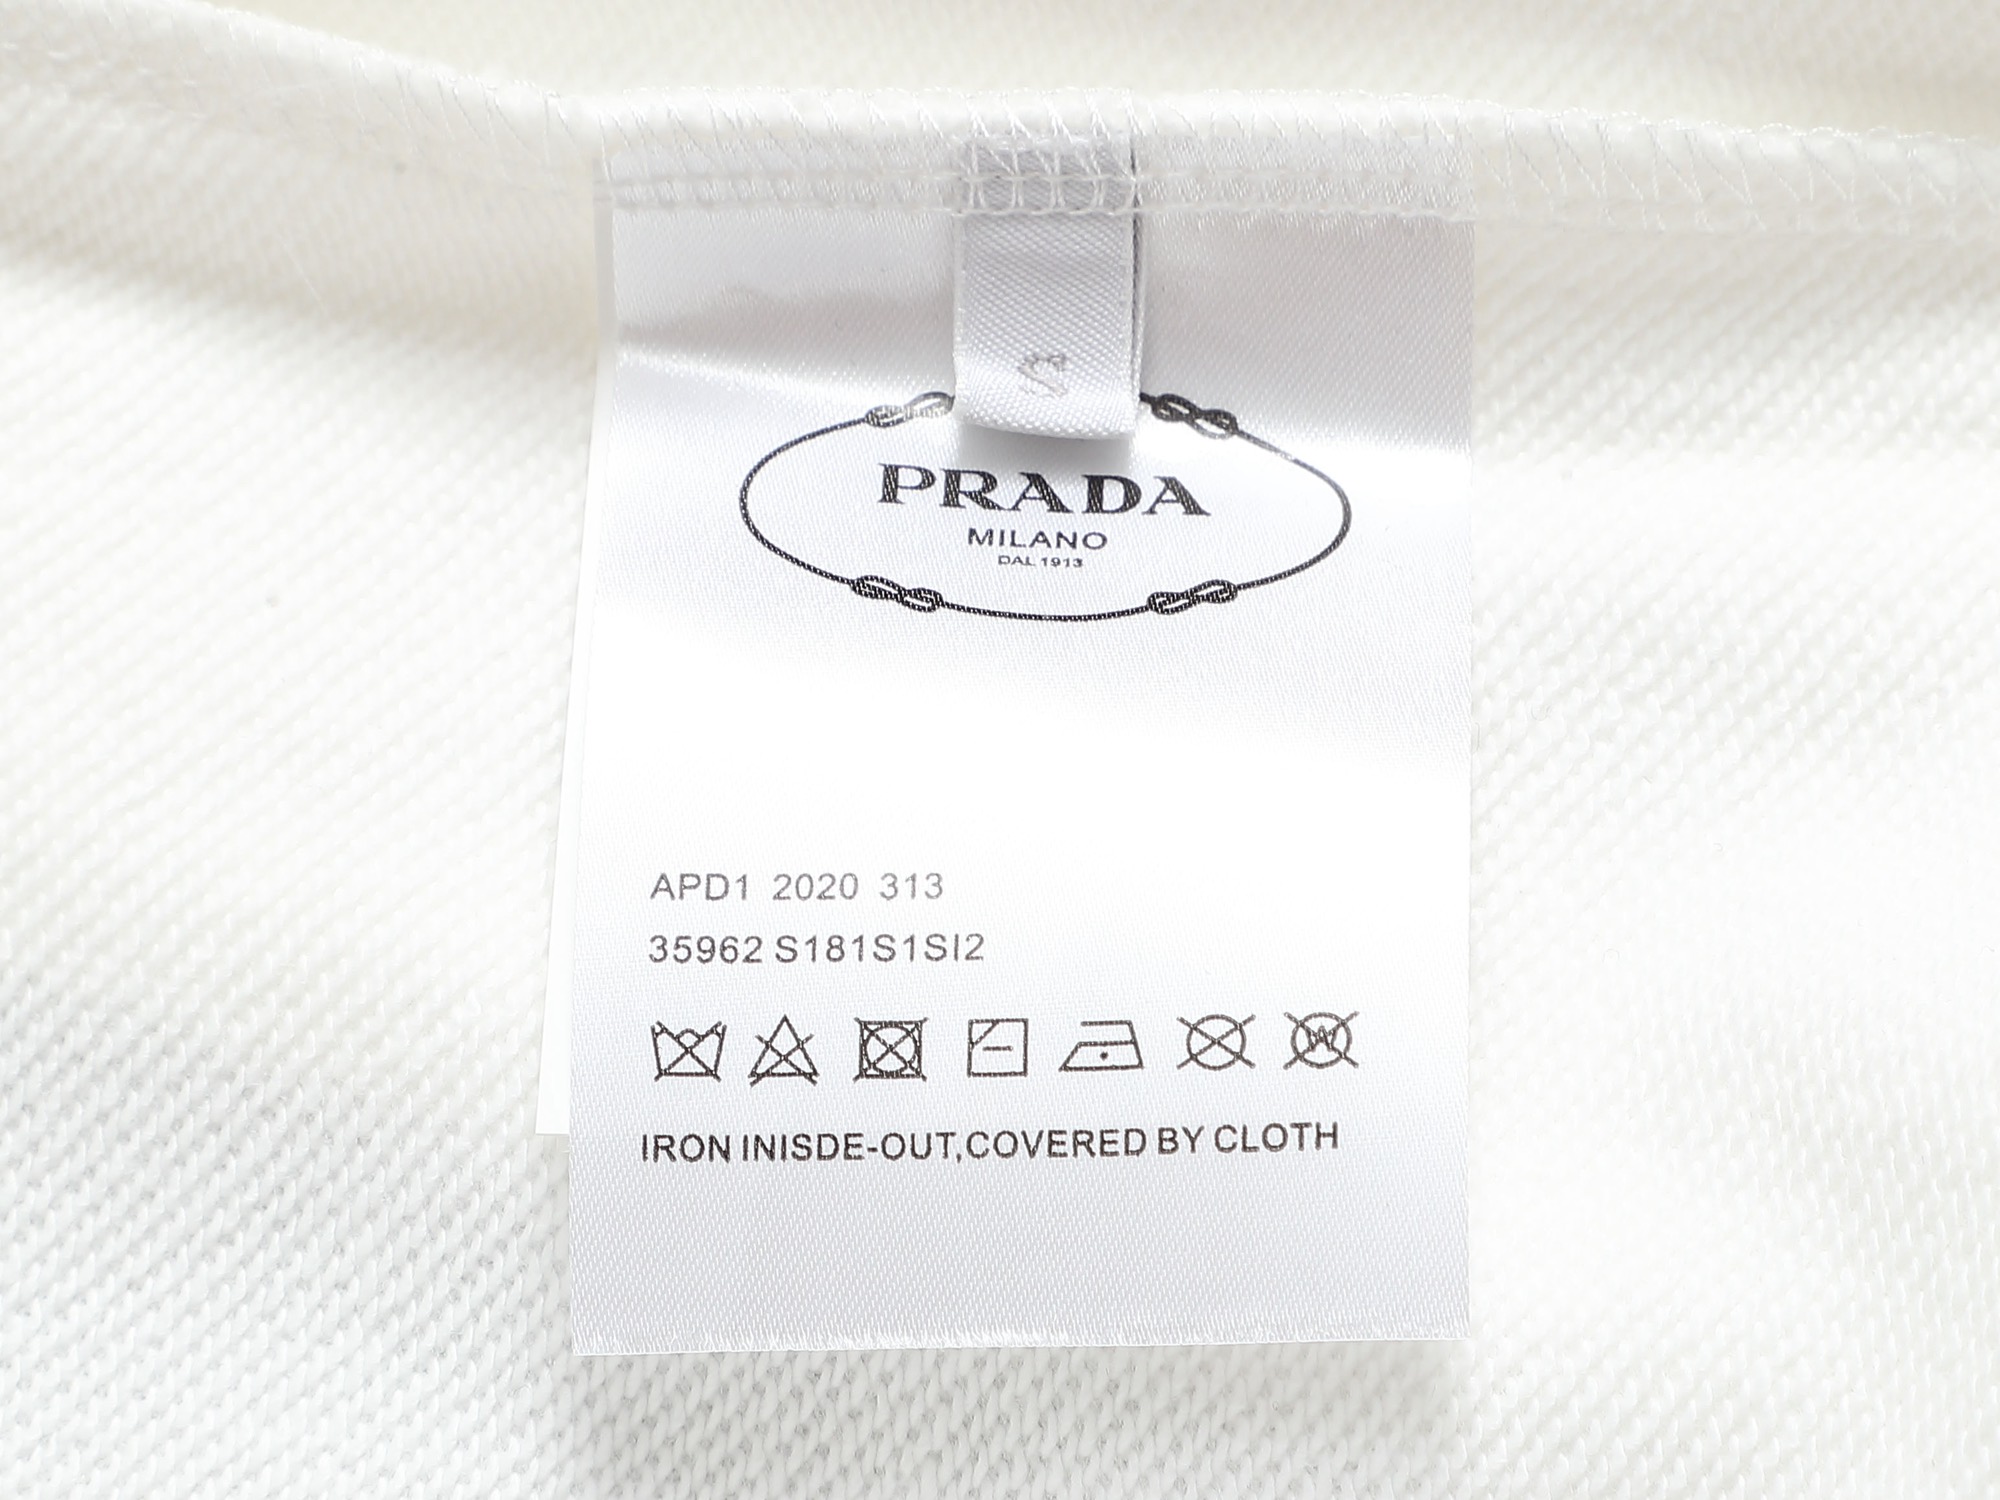 S
PRADA
MILANO
DAL 1913
APD1 2020 313
35962 S181S1SI2
W
IRON INISDE-OUT,COVERED BY CLOTH